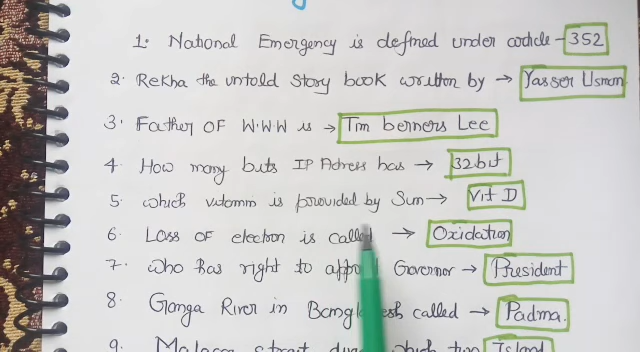 1. National Emergency is defined under article - 352
2. Rekha the untold story book written by → Yasser Usman
3. Father OF W.W.W is → Tim berners Lee
4. How many bits IP Adress has → 32 bit
5. which vitamin is provided by Sun → Vit D
6. Loss OF electron is called → Oxidation
7. who has right to Governor → President
8. Ganga River in called → Padma.
9. which two Island